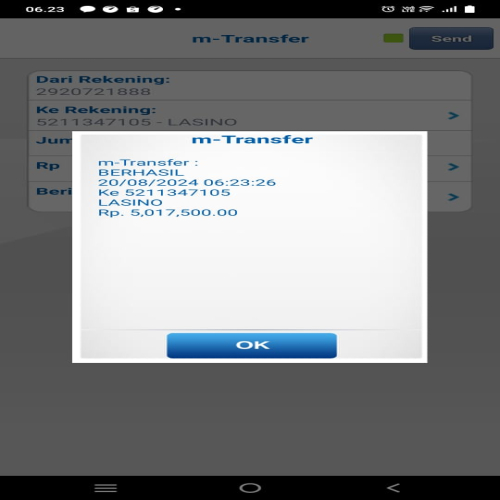 06.23
m-Transfer
Send
Dari Rekening:
2920721888
Ke Rekening:
5211347105 - LASINO
Jum
Rp
Beri
m-Transfer
m-Transfer :
BERHASIL
20/08/2024 06:23:26
Ke 5211347105
LASINO
Rp. 5,017,500.00
OK